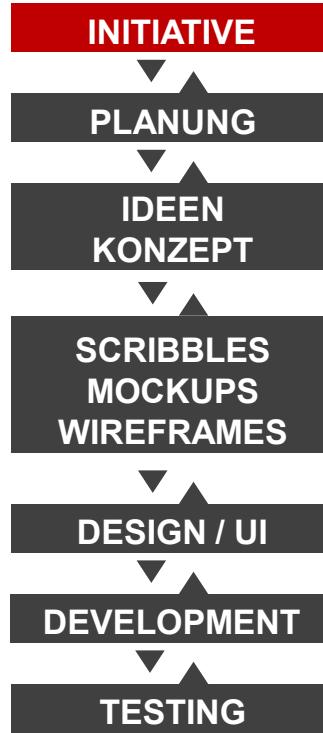 INITIATIVE
PLANUNG
IDEEN
KONZEPT
SCRIBBLES
MOCKUPS
WIREFRAMES
DESIGN / UI
DEVELOPMENT
TESTING